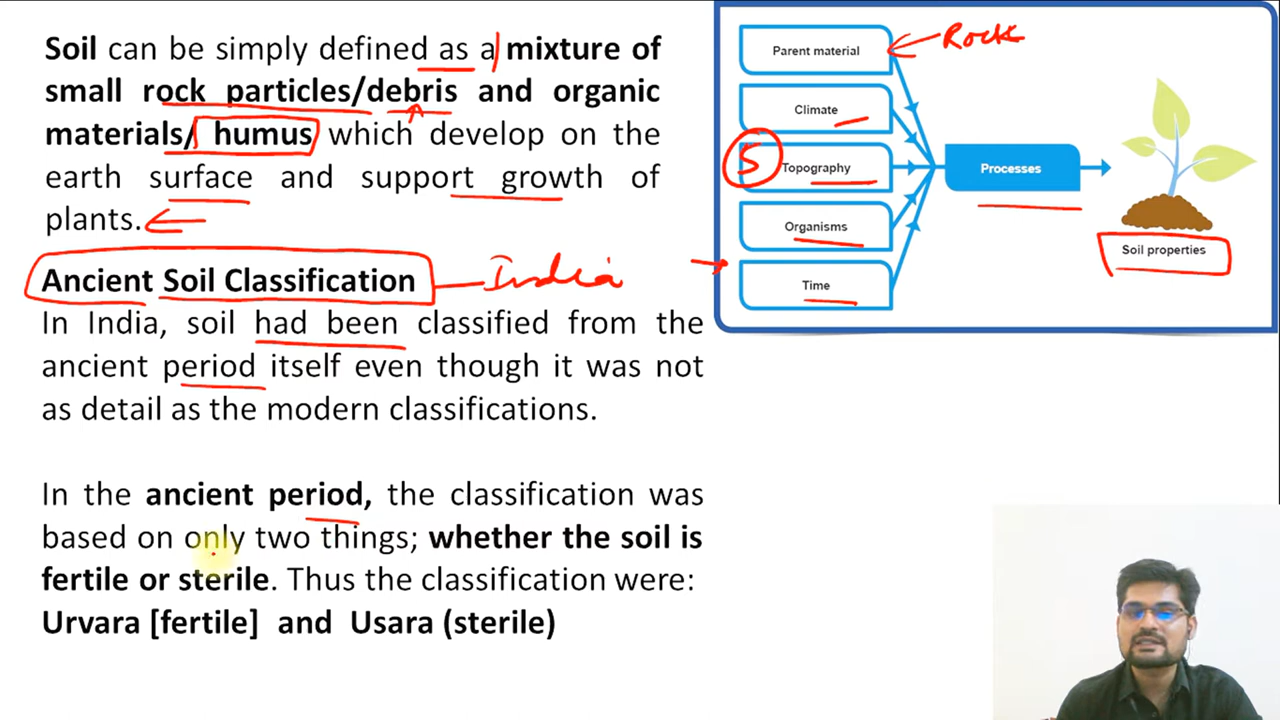 Soil can be simply defined as a mixture of
small rock particles/debris and organic
materials/ humus which develop on the
earth surface and support growth of
plants.
Ancient Soil Classification India
In India, soil had been classified from the
ancient period itself even though it was not
as detail as the modern classifications.
In the ancient period, the classification was
based on only two things; whether the soil is
fertile or sterile. Thus the classification were:
Urvara [fertile] and Usara (sterile)
Parent material
Rock
Climate
5
Topography
Organisms
Time
Processes
Soil properties